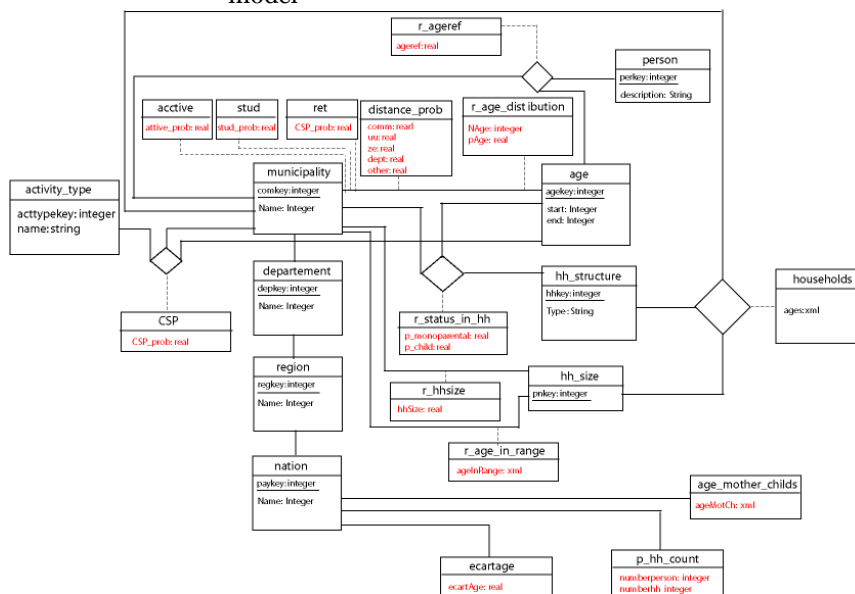 model
r_ageref
ageref:real
person
perkey:integer
description: String
acctive
attive_prob: real
stud
stud_prob: real
ret
CSP_prob: real
distance_prob
comm: rearl
uu: real
ze: real
dept: real
other: real
r_age_distibution
NAge: integer
pAge: real
municipality
comkey:integer
Name: Integer
age
agekey:integer
start: Integer
end: Integer
activity_type
acttypekey: integer
name:string
departement
depkey:integer
Name: Integer
hh_structure
hhkey:integer
Type: String
households
ages:xml
CSP
CSP_prob: real
r_status_in_hh
p_monoparental: real
p_child: real
region
regkey:integer
Name: Integer
r_hhsize
hhSize: real
hh_size
pnkey:integer
r_age_in_range
ageInRange: xml
nation
paykey:integer
Name: Integer
age_mother_childs
ageMotCh: xml
ecartage
ecartAge: real
p_hh_count
numberperson: integer
numberhh integer